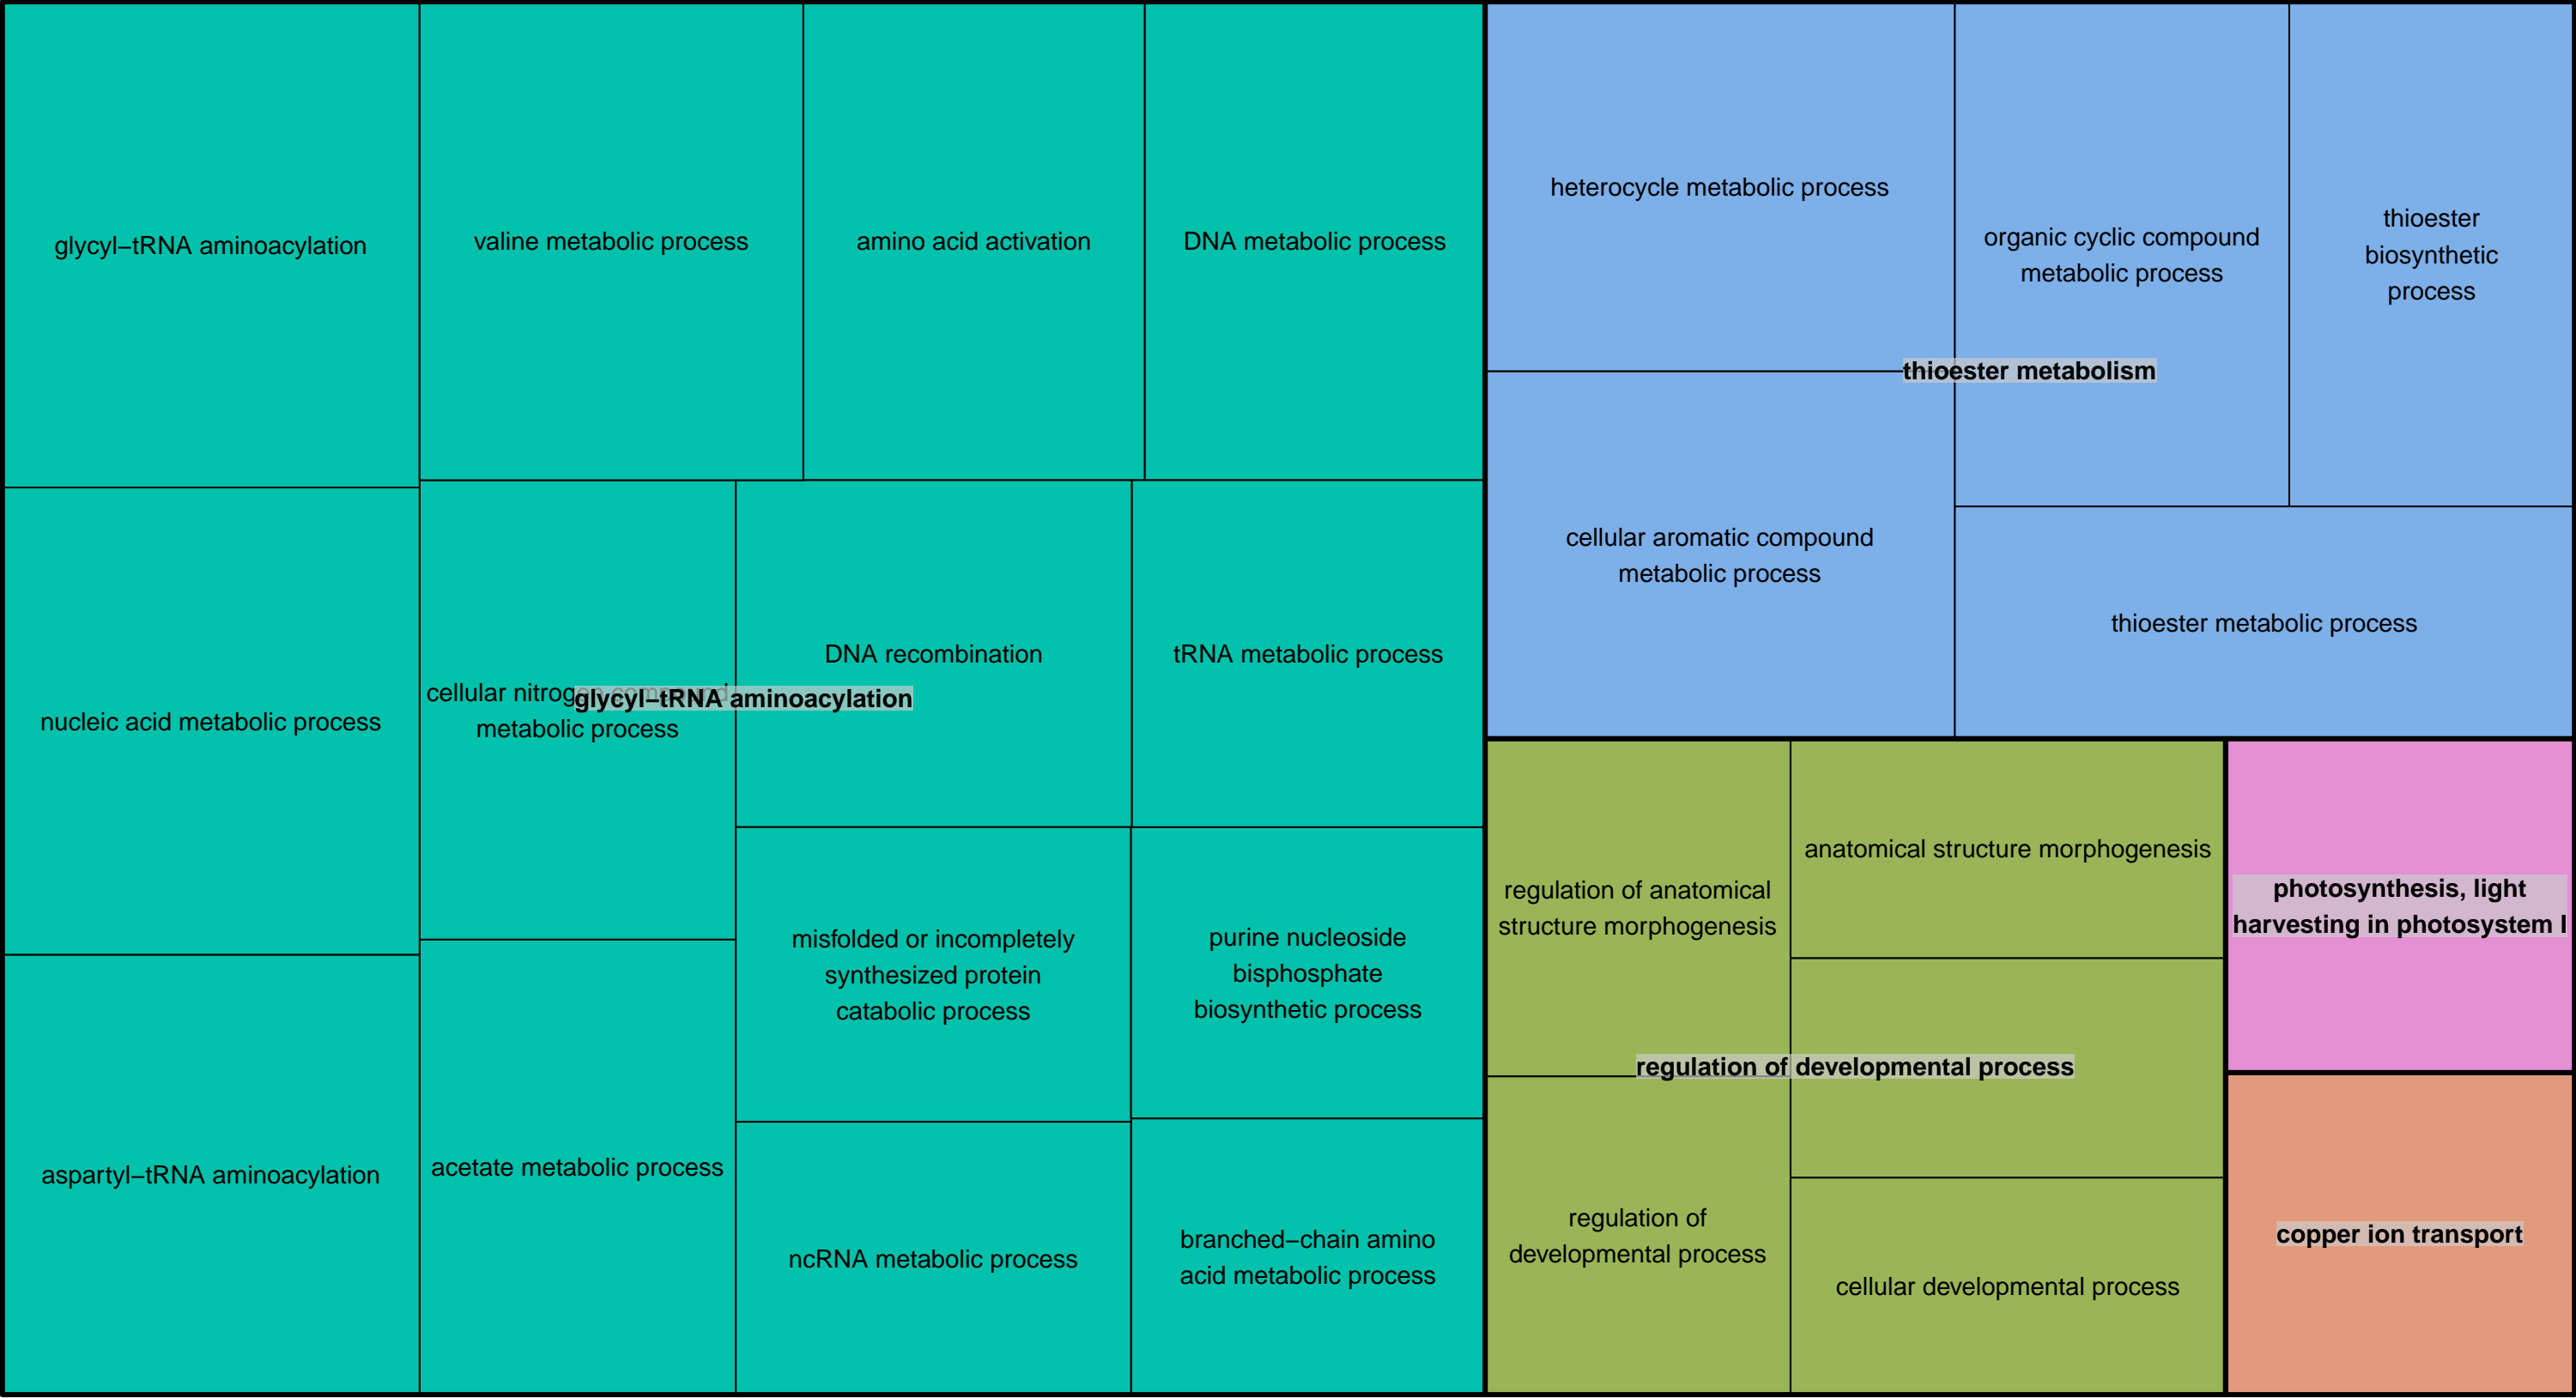 glycyl–tRNA aminoacylation
valine metabolic process
amino acid activation
DNA metabolic process
nucleic acid metabolic process
cellular nitrogen compound
metabolic process
DNA recombination
tRNA metabolic process
glycyl–tRNA aminoacylation
aspartyl–tRNA aminoacylation
acetate metabolic process
misfolded or incompletely
synthesized protein
catabolic process
purine nucleoside
bisphosphate
biosynthetic process
ncRNA metabolic process
branched–chain amino
acid metabolic process
heterocycle metabolic process
organic cyclic compound
metabolic process
thioester
biosynthetic
process
thioester metabolism
cellular aromatic compound
metabolic process
thioester metabolic process
regulation of anatomical
structure morphogenesis
anatomical structure morphogenesis
regulation of developmental process
regulation of
developmental process
cellular developmental process
photosynthesis, light
harvesting in photosystem I
copper ion transport